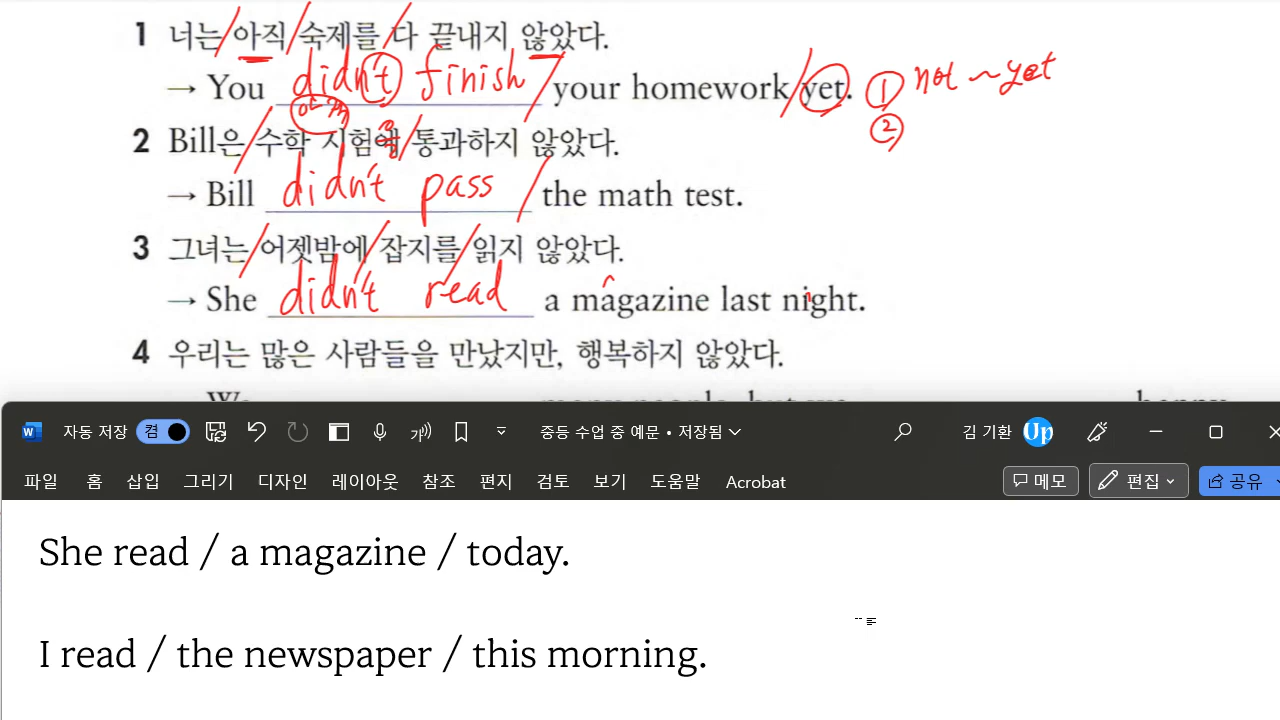 1 너는/아직/숙제를/다 끝내지 않았다.
→ You didn't finish / your homework / yet. ① not ~ yet
②
2 Bill은/수학 시험에/통과하지 않았다.
→ Bill didn't pass / the math test.
3 그녀는/어젯밤에/잡지를/읽지 않았다.
→ She didn't read a magazine last night.
4 우리는 많은 사람들을 만났지만, 행복하지 않았다.
자동 저장 켬 가)) 중등 수업 중 예문 • 저장됨 김 기환 Up
파일 홈 삽입 그리기 디자인 레이아웃 참조 편지 검토 보기 도움말 Acrobat 메모 편집 공유
She read / a magazine / today.
I read / the newspaper / this morning.